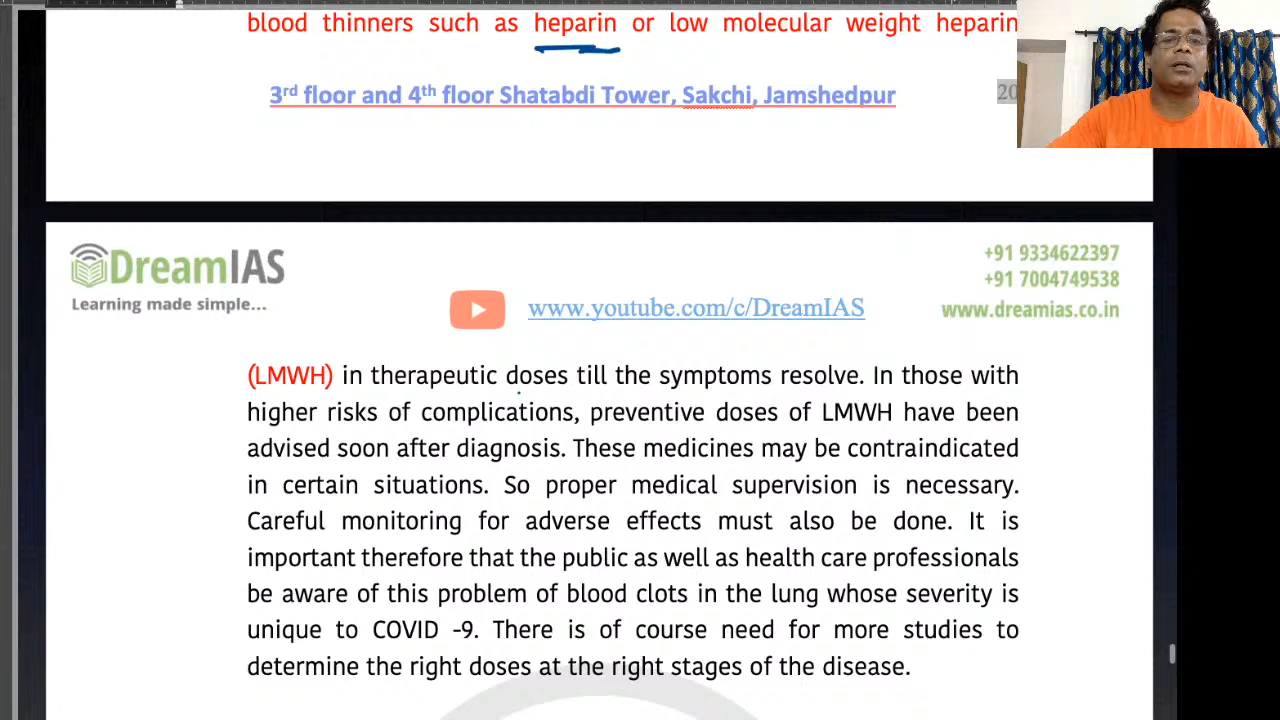 blood thinners such as heparin or low molecular weight heparin
3rd floor and 4th floor Shatabdi Tower, Sakchi, Jamshedpur
20
DreamIAS
Learning made simple...
www.youtube.com/c/DreamIAS
+91 9334622397
+91 7004749538
www.dreamias.co.in
(LMWH) in therapeutic doses till the symptoms resolve. In those with
higher risks of complications, preventive doses of LMWH have been
advised soon after diagnosis. These medicines may be contraindicated
in certain situations. So proper medical supervision is necessary.
Careful monitoring for adverse effects must also be done. It is
important therefore that the public as well as health care professionals
be aware of this problem of blood clots in the lung whose severity is
unique to COVID -9. There is of course need for more studies to
determine the right doses at the right stages of the disease.